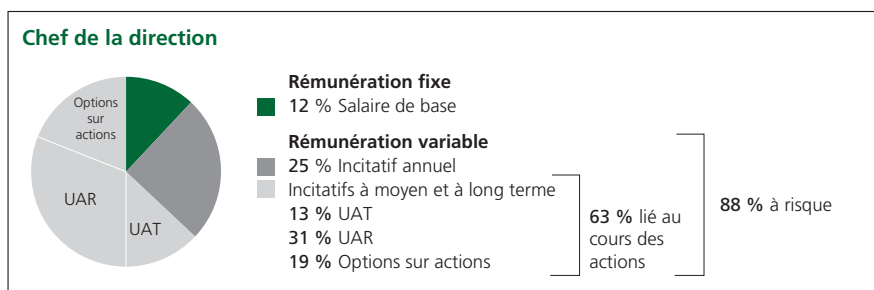 Chef de la direction
Options
sur
actions
UAR
UAT
Rémunération fixe
12 % Salaire de base
Rémunération variable
25 % Incitatif annuel
Incitatifs à moyen et à long terme
13 % UAT
31 % UAR
19 % Options sur actions
63 % lié au
cours des
actions
88 % à risque